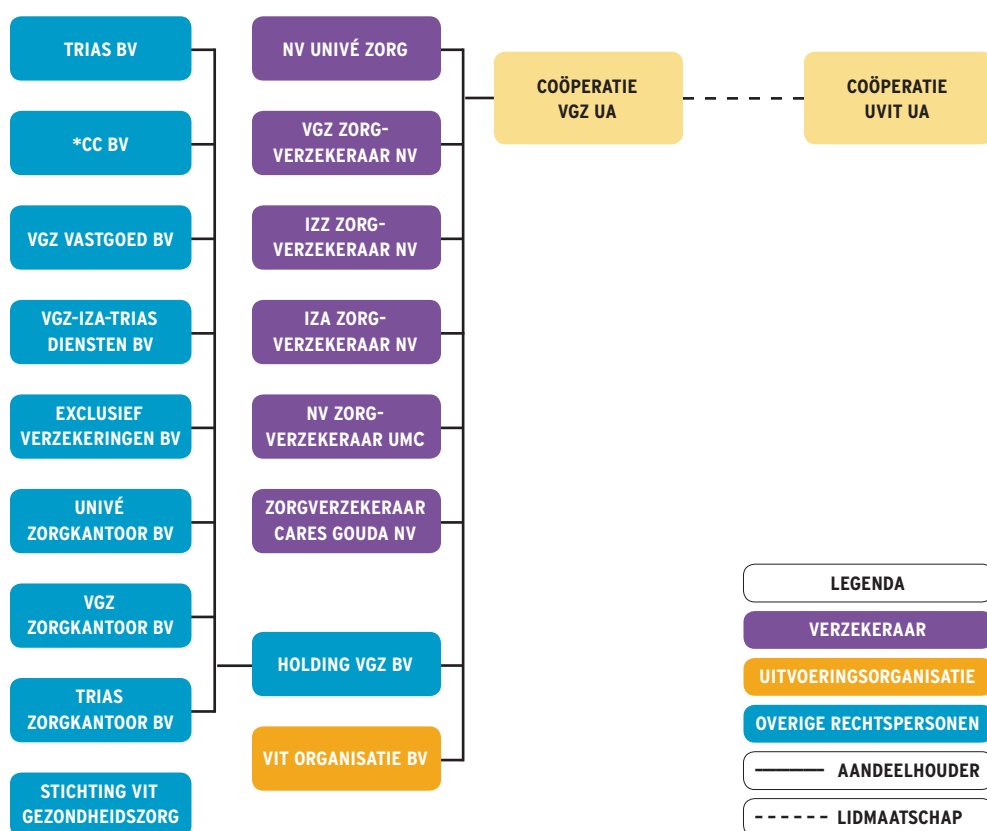 TRIAS BV
*CC BV
VGZ VASTGOED BV
VGZ-IZA-TRIAS
DIENSTEN BV
EXCLUSIEF
VERZEKERINGEN BV
UNIVÉ
ZORGKANTOOR BV
VGZ
ZORGKANTOOR BV
TRIAS
ZORGKANTOOR BV
STICHTING VIT
GEZONDHEIDSZORG
NV UNIVÉ ZORG
VGZ ZORG-
VERZEKERAAR NV
IZZ ZORG-
VERZEKERAAR NV
IZA ZORG-
VERZEKERAAR NV
NV ZORG-
VERZEKERAAR UMC
ZORGVERZEKERAAR
CARES GOUDA NV
HOLDING VGZ BV
VIT ORGANISATIE BV
COÖPERATIE
VGZ UA
COÖPERATIE
UVIT UA
LEGENDA
VERZEKERAAR
UITVOERINGSORGANISATIE
OVERIGE RECHTSPERSONEN
AANDEELHOUDER
LIDMAATSCHAP